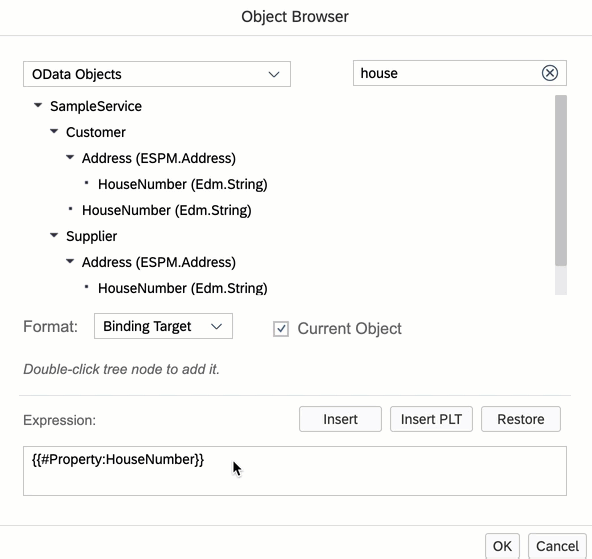 Object Browser
OData Objects
house
SampleService
Customer
Address (ESPM.Address)
HouseNumber (Edm.String)
HouseNumber (Edm.String)
Supplier
Address (ESPM.Address)
HouseNumber (Edm.String)
Format: Binding Target Current Object
Double-click tree node to add it.
Expression: Insert Insert PLT Restore
{{#Property:HouseNumber}}
OK Cancel